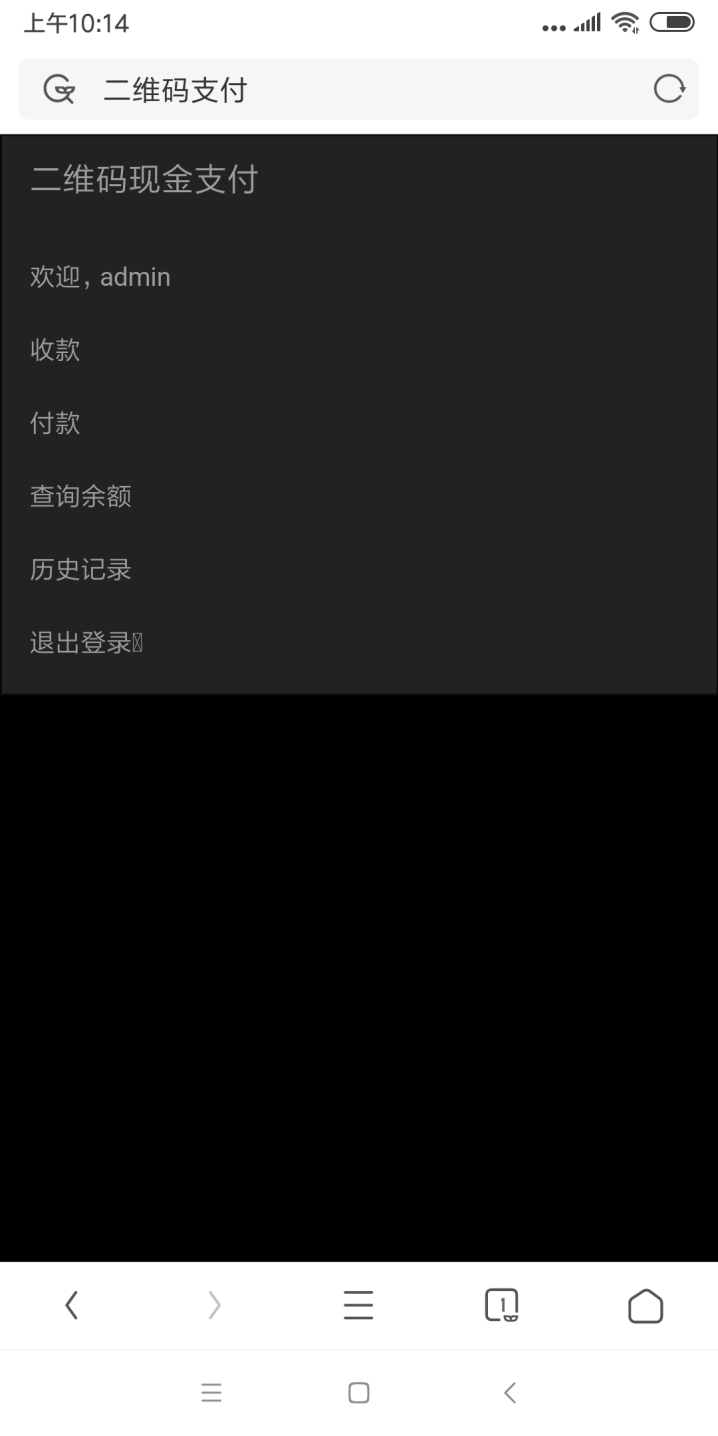 上午10:14
二维码支付
二维码现金支付
欢迎, admin
收款
付款
查询余额
历史记录
退出登录
1